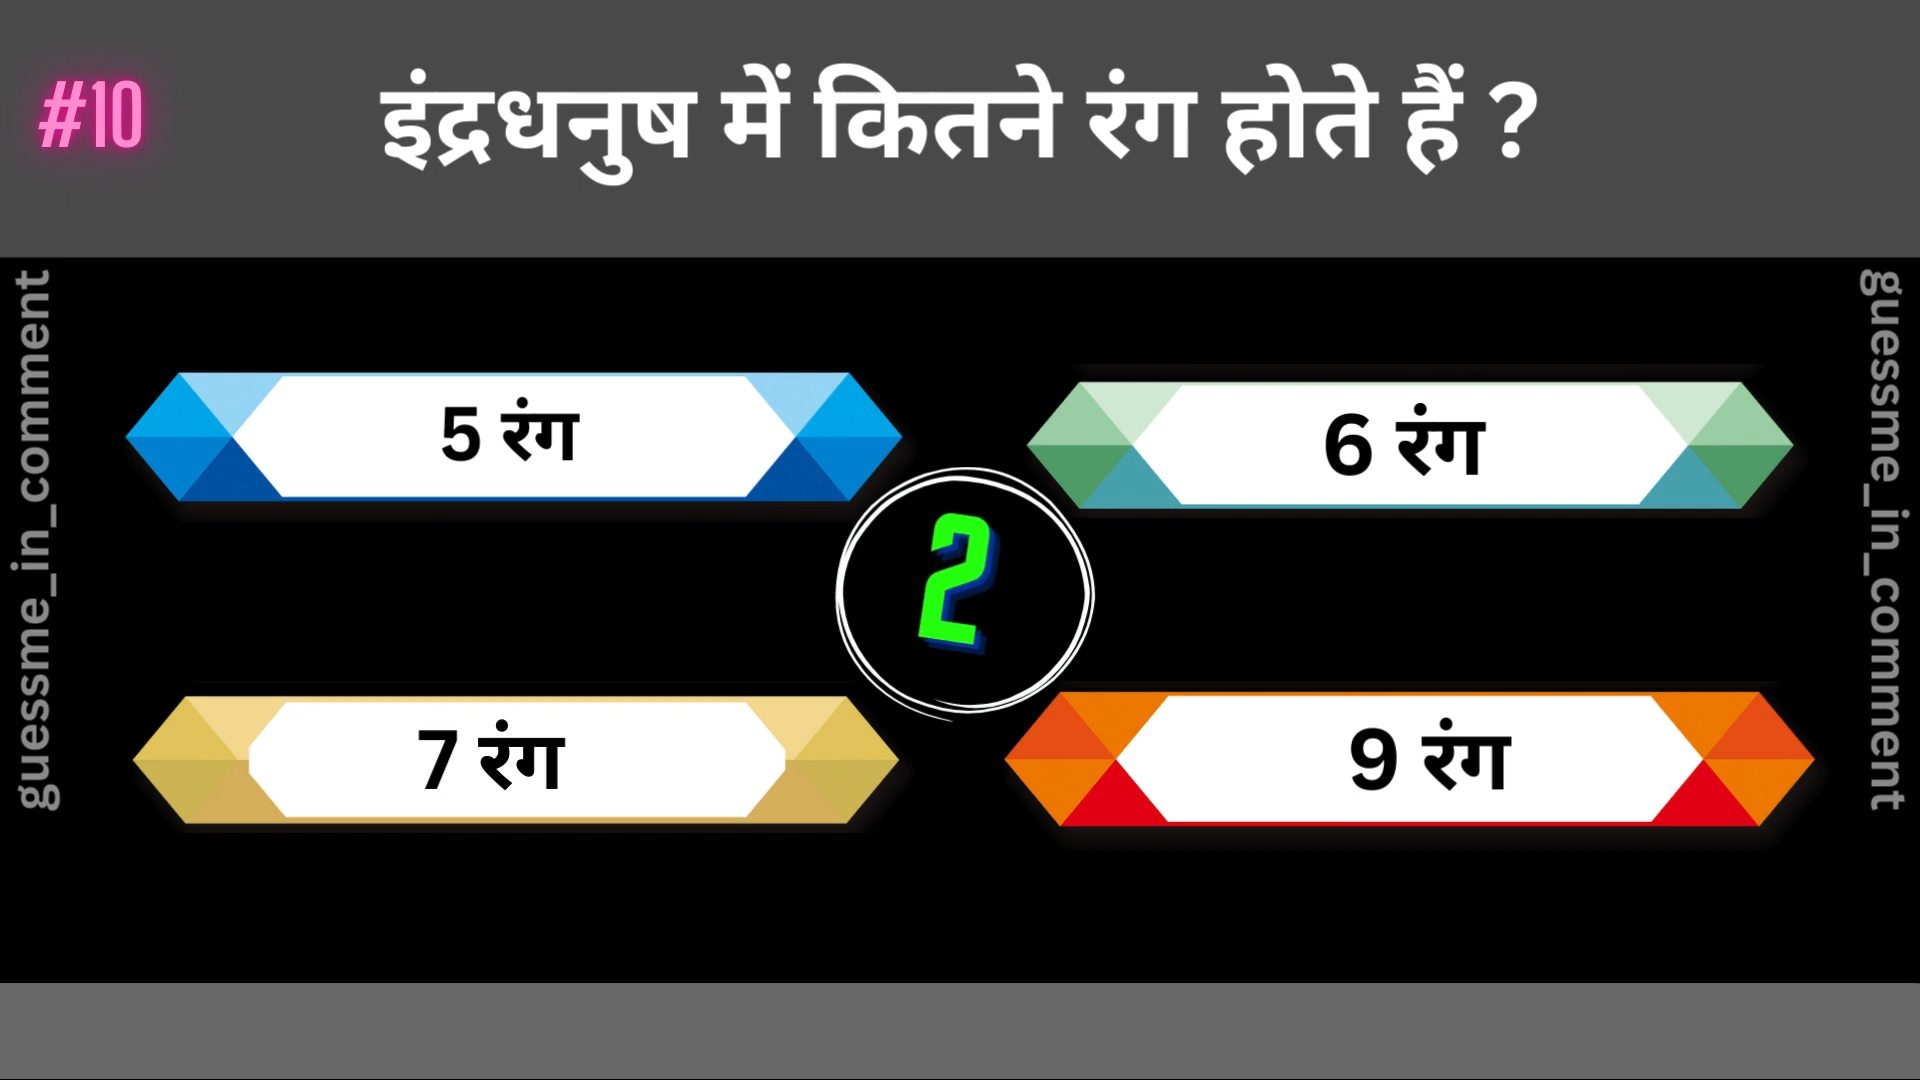 #10
इंद्रधनुष में कितने रंग होते हैं ?
guessme_in_comment
guessme_in_comment
5 रंग
6 रंग
2
7 रंग
9 रंग